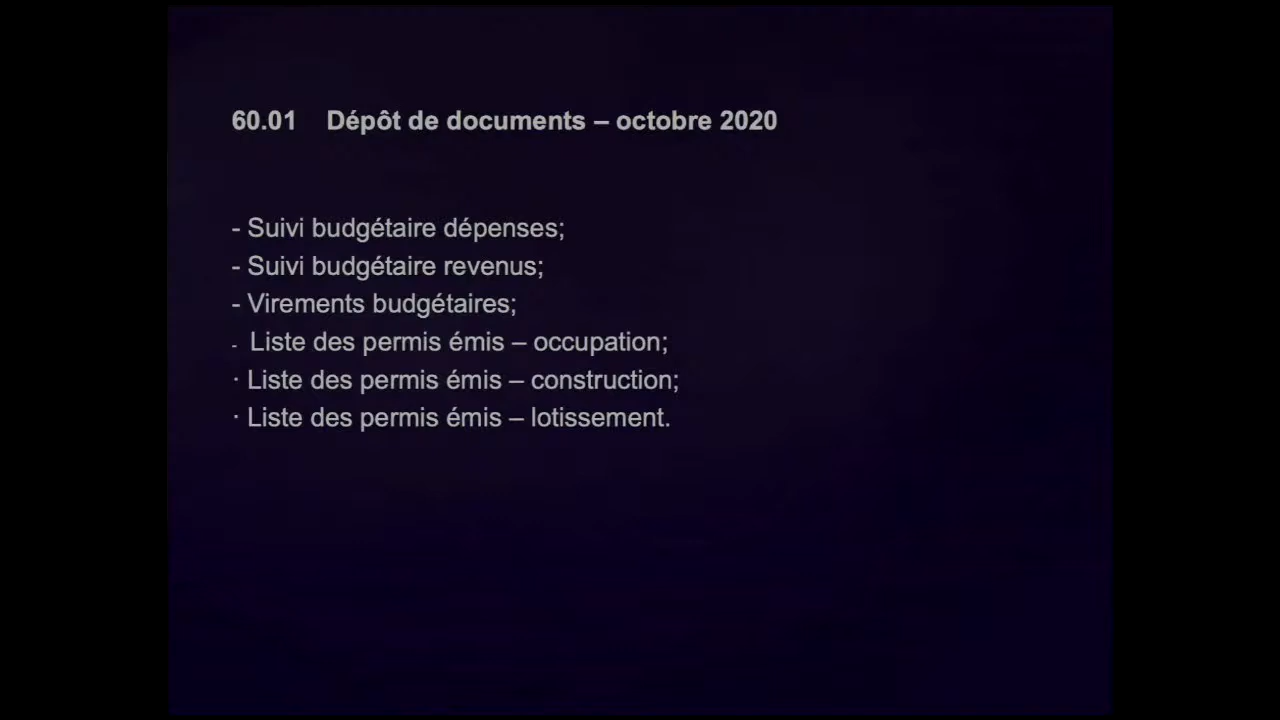 60.01 Dépôt de documents – octobre 2020
- Suivi budgétaire dépenses;
- Suivi budgétaire revenus;
- Virements budgétaires;
- Liste des permis émis – occupation;
· Liste des permis émis – construction;
· Liste des permis émis – lotissement.